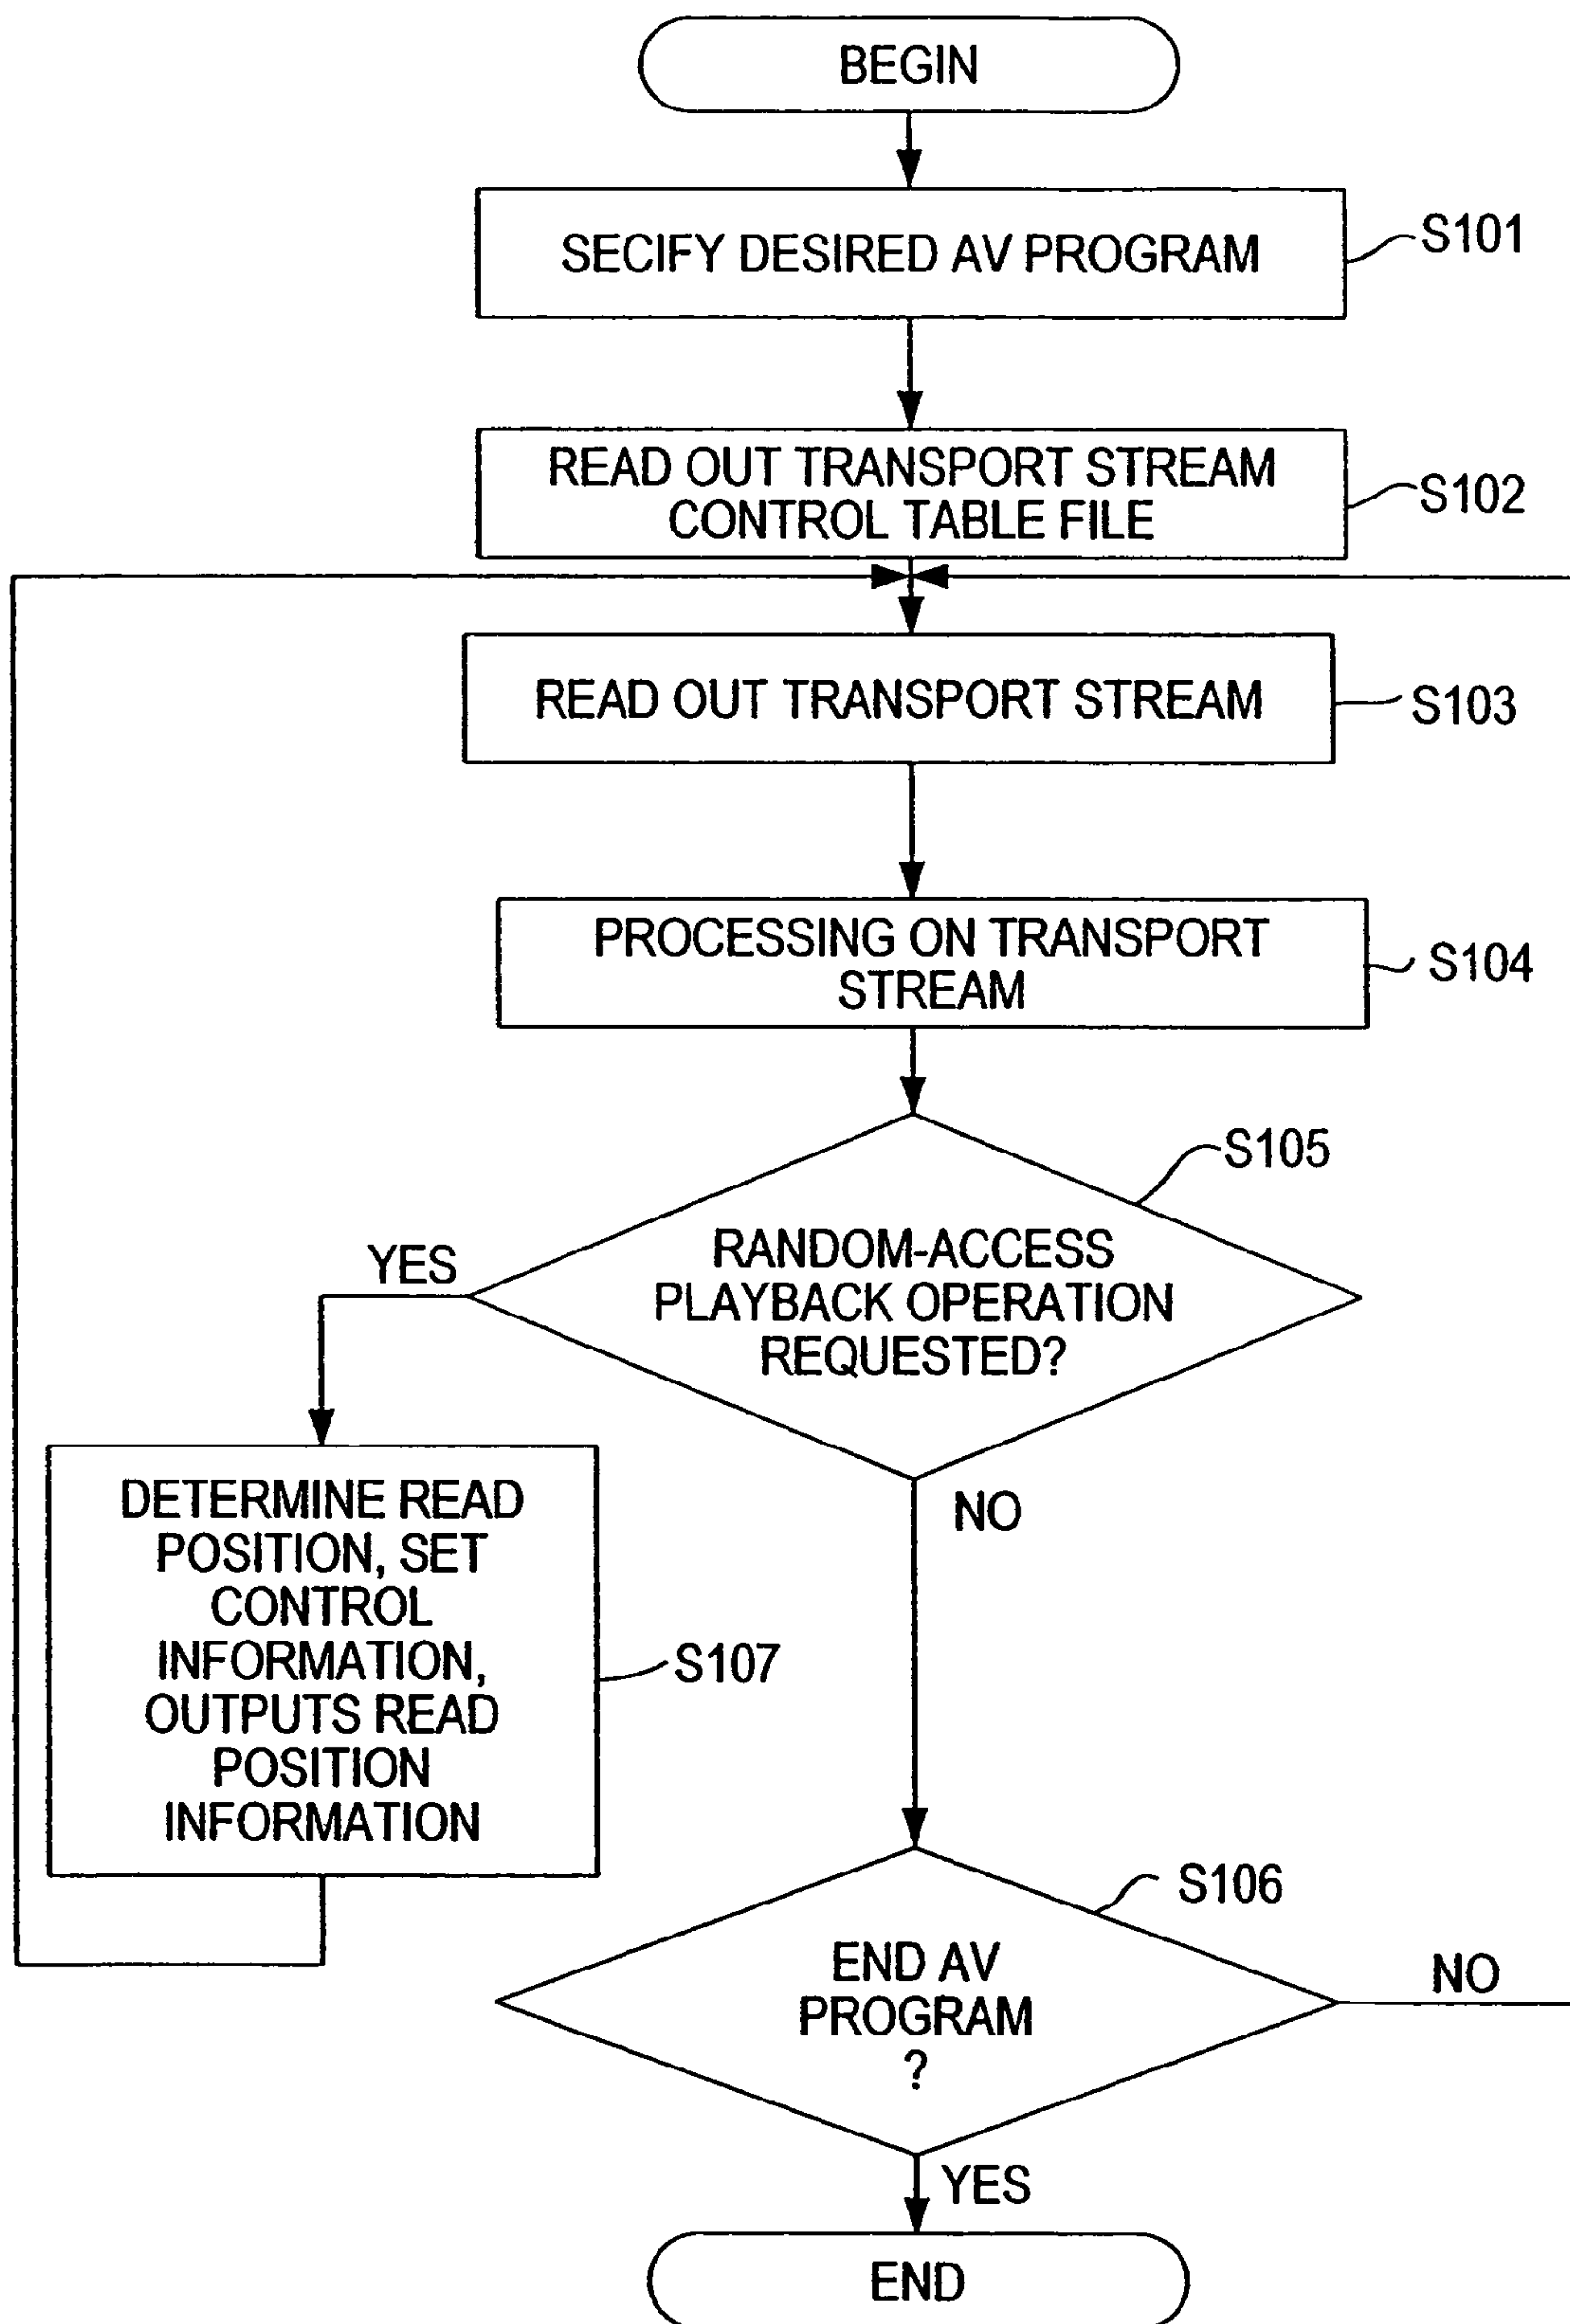 BEGIN
SECIFY DESIRED AV PROGRAM
S101
READ OUT TRANSPORT STREAM
CONTROL TABLE FILE
S102
READ OUT TRANSPORT STREAM
S103
PROCESSING ON TRANSPORT
STREAM
S104
S105
RANDOM-ACCESS
PLAYBACK OPERATION
REQUESTED?
YES
NO
DETERMINE READ
POSITION, SET
CONTROL
INFORMATION,
OUTPUTS READ
POSITION
INFORMATION
S107
S106
END AV
PROGRAM
?
NO
YES
END